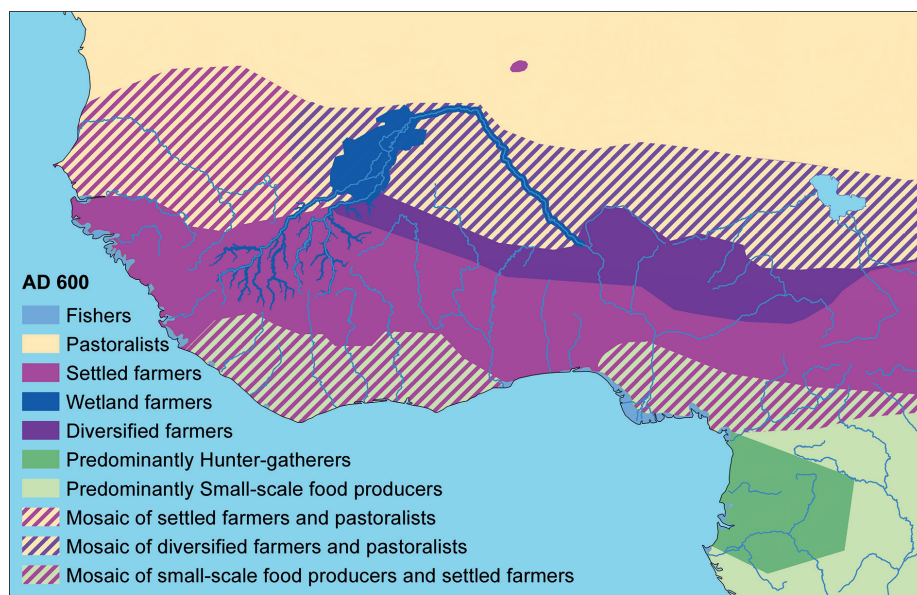 AD 600
Fishers
Pastoralists
Settled farmers
Wetland farmers
Diversified farmers
Predominantly Hunter-gatherers
Predominantly Small-scale food producers
Mosaic of settled farmers and pastoralists
Mosaic of diversified farmers and pastoralists
Mosaic of small-scale food producers and settled farmers